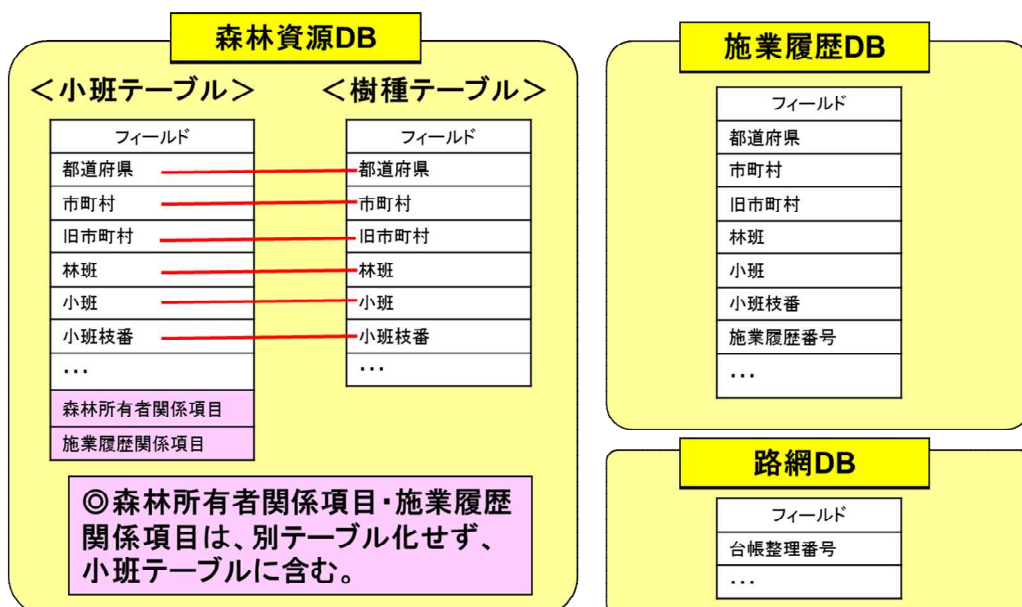 森林資源DB
＜小班テーブル＞
フィールド
都道府県
市町村
旧市町村
林班
小班
小班枝番
･･･
森林所有者関係項目
施業履歴関係項目
＜樹種テーブル＞
フィールド
都道府県
市町村
旧市町村
林班
小班
小班枝番
･･･
◎森林所有者関係項目・施業履歴
関係項目は、別テーブル化せず、
小班テーブルに含む。
施業履歴DB
フィールド
都道府県
市町村
旧市町村
林班
小班
小班枝番
施業履歴番号
･･･
路網DB
フィールド
台帳整理番号
･･･